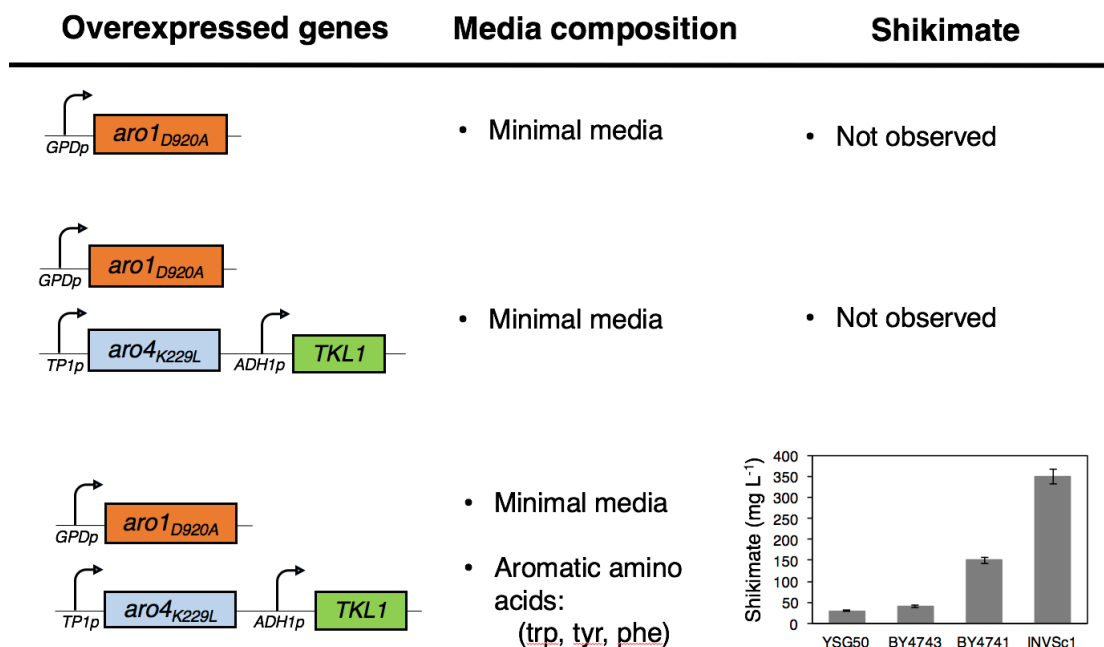 Overexpressed genes Media composition Shikimate
aro1D920A
GPDp
• Minimal media
• Not observed
aro1D920A
GPDp
aro4K229L TKL1
TP1p ADH1p
• Minimal media
• Not observed
aro1D920A
GPDp
aro4K229L TKL1
TP1p ADH1p
• Minimal media
• Aromatic amino
acids:
(trp, tyr, phe)
Shikimate (mg L-1)
400
350
300
250
200
150
100
50
0
YSG50 BY4743 BY4741 INVSc1